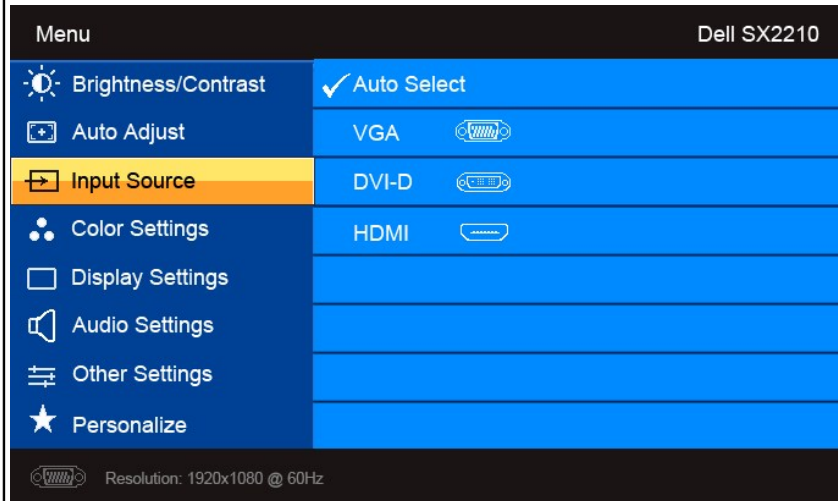 Menu Dell SX2210
Brightness/Contrast Auto Select
Auto Adjust VGA
Input Source DVI-D
Color Settings HDMI
Display Settings
Audio Settings
Other Settings
Personalize
Resolution: 1920x1080 @ 60Hz